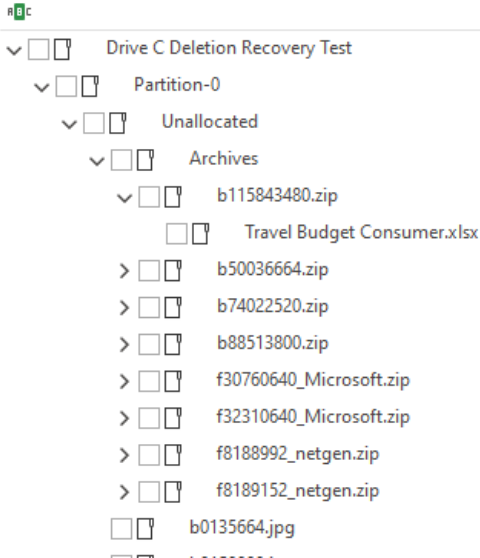 ABC
Drive C Deletion Recovery Test
Partition-0
Unallocated
Archives
b115843480.zip
Travel Budget Consumer.xlsx
b50036664.zip
b74022520.zip
b88513800.zip
f30760640_Microsoft.zip
f32310640_Microsoft.zip
f8188992_netgen.zip
f8189152_netgen.zip
b0135664.jpg